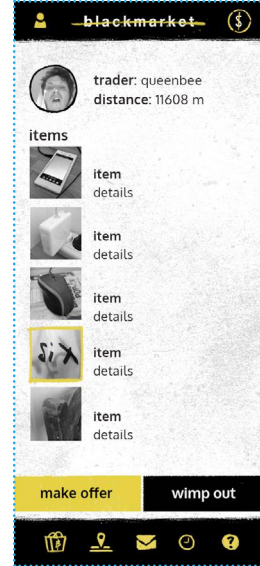 blackmarket
$
trader: queenbee
distance: 11608 m
items
item
details
item
details
item
details
six
item
details
item
details
make offer
wimp out
$
?